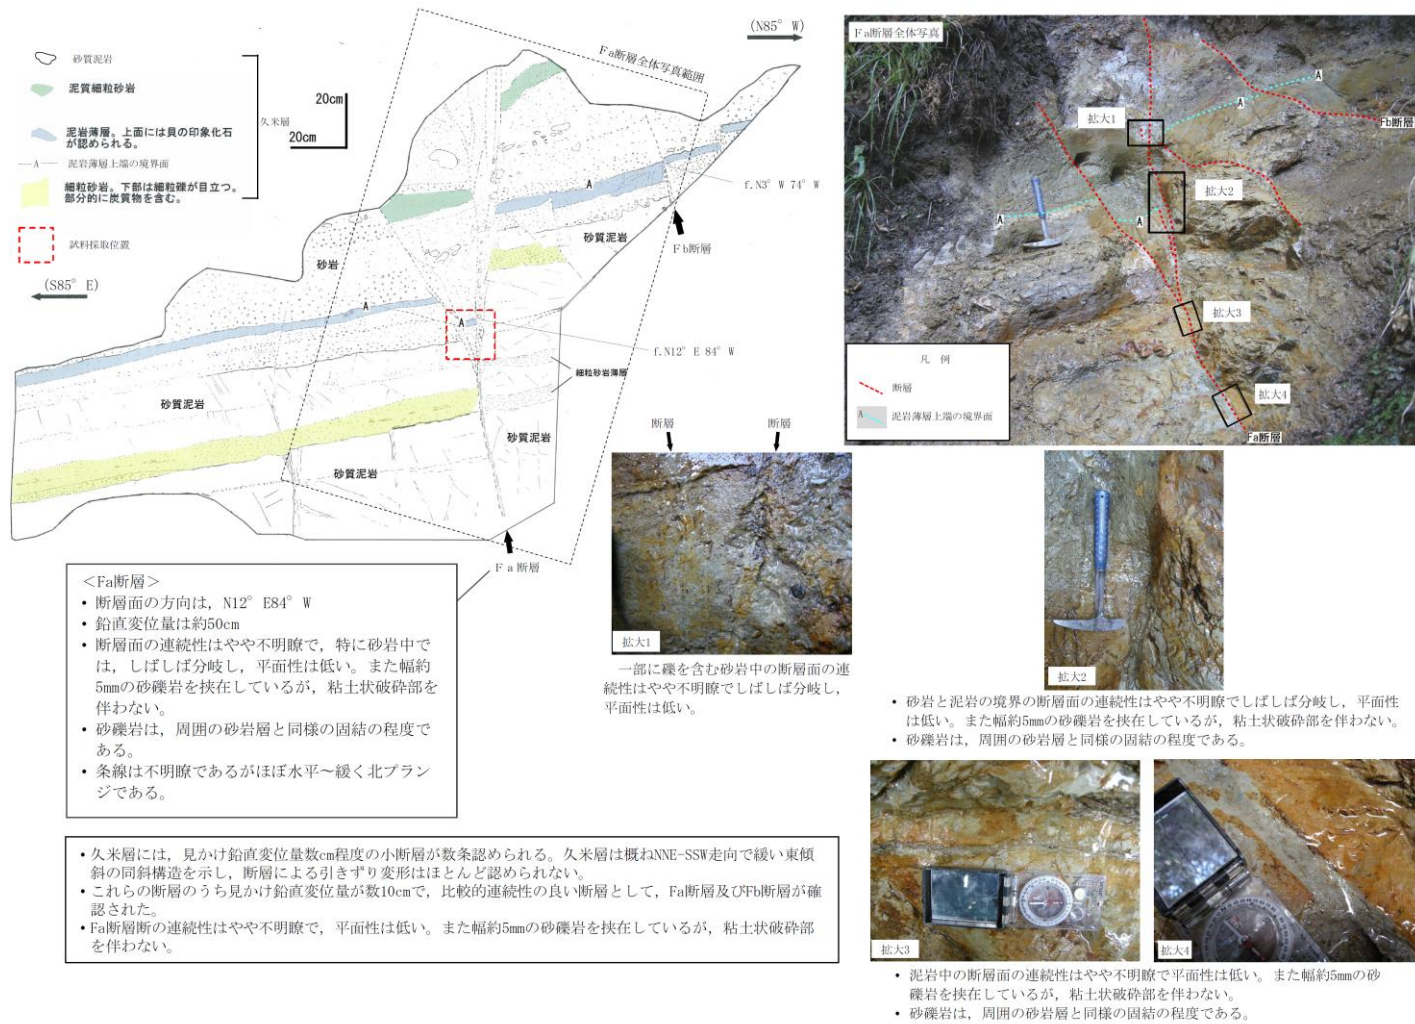 (N85° W)
砂質泥岩
泥質細粒砂岩
泥岩薄層。上面には貝の印象化石
が認められる。
A
泥岩薄層上端の境界面
細粒砂岩。下部は細粒礫が目立つ。
部分的に炭質物を含む。
試料採取位置
久米層
20cm
20cm
(S85° E)
Fa断層全体写真範囲
A
f.N3° W 74° W
Fb断層
砂質泥岩
砂岩
A
A
f.N12° E 84° W
細粒砂岩薄層
砂質泥岩
砂質泥岩
砂質泥岩
Fa断層
Fa断層全体写真
A
A
Fb断層
拡大1
拡大2
A
A
拡大3
拡大4
Fa断層
凡 例
断層
A
泥岩薄層上端の境界面
<Fa断層>
• 断層面の方向は，N12° E84° W
• 鉛直変位量は約50cm
• 断層面の連続性はやや不明瞭で，特に砂岩中で
は，しばしば分岐し，平面性は低い。また幅約
5mmの砂礫岩を挟在しているが，粘土状破砕部を
伴わない。
• 砂礫岩は，周囲の砂岩層と同様の固結の程度で
ある。
• 条線は不明瞭であるがほぼ水平～緩く北プラン
ジである。
断層
断層
拡大1
一部に礫を含む砂岩中の断層面の連
続性はやや不明瞭でしばしば分岐し，
平面性は低い。
拡大2
• 砂岩と泥岩の境界の断層面の連続性はやや不明瞭でしばしば分岐し，平面性
は低い。また幅約5mmの砂礫岩を挟在しているが，粘土状破砕部を伴わない。
• 砂礫岩は，周囲の砂岩層と同様の固結の程度である。
• 久米層には，見かけ鉛直変位量数cm程度の小断層が数条認められる。久米層は概ねNNE-SSW走向で緩い東傾
斜の同斜構造を示し，断層による引きずり変形はほとんど認められない。
• これらの断層のうち見かけ鉛直変位量が数10cmで，比較的連続性の良い断層として，Fa断層及びFb断層が確
認された。
• Fa断層断の連続性はやや不明瞭で，平面性は低い。また幅約5mmの砂礫岩を挟在しているが，粘土状破砕部
を伴わない。
拡大3
拡大4
• 泥岩中の断層面の連続性はやや不明瞭で平面性は低い。また幅約5mmの砂
礫岩を挟在しているが，粘土状破砕部を伴わない。
• 砂礫岩は，周囲の砂岩層と同様の固結の程度である。